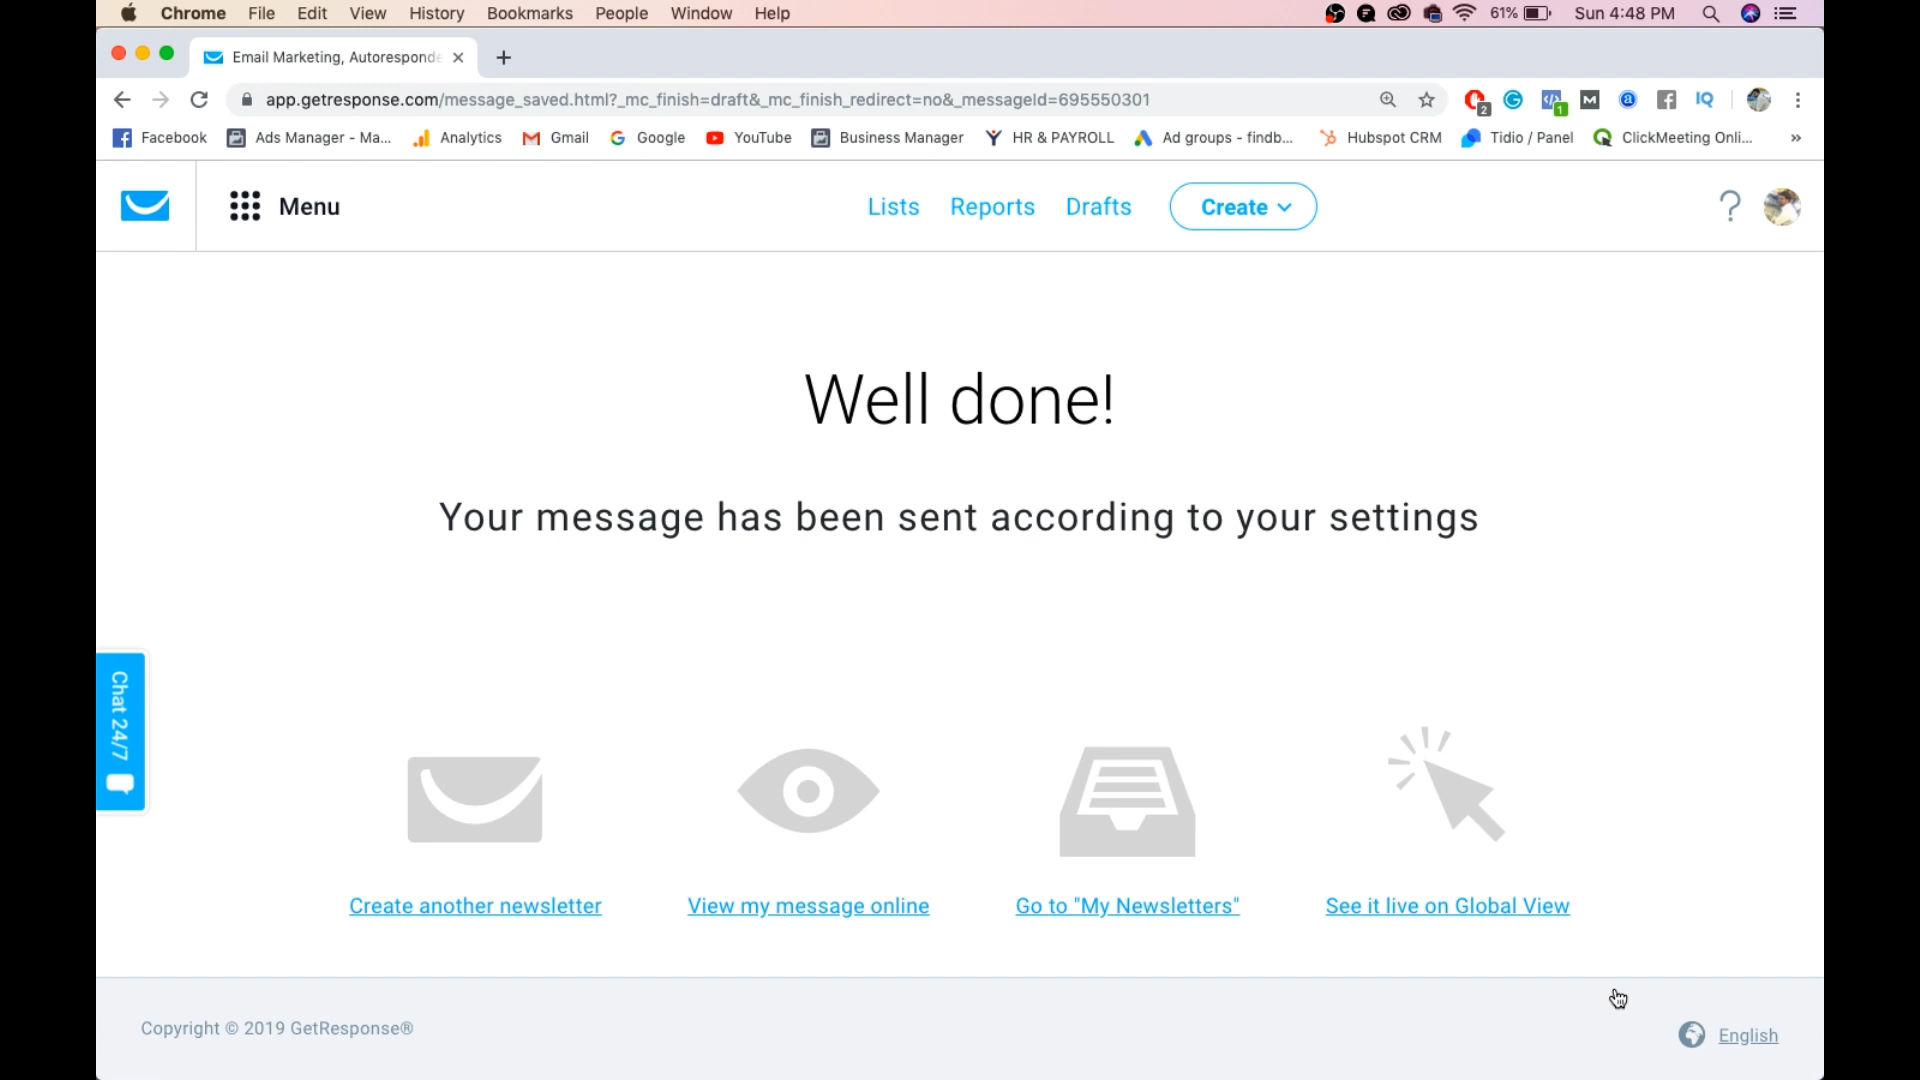 Chrome File Edit View History Bookmarks People Window Help 61% Sun 4:48 PM
Email Marketing, Autoresponde
app.getresponse.com/message_saved.html?_mc_finish=draft&_mc_finish_redirect=no&_messageId=695550301
2 1 M a IQ
Facebook Ads Manager - Ma... Analytics Gmail Google YouTube Business Manager HR & PAYROLL Ad groups - findb... Hubspot CRM Tidio / Panel ClickMeeting Onli... »
Menu Lists Reports Drafts Create ?
Well done!
Your message has been sent according to your settings
Chat 24/7
Create another newsletter View my message online Go to "My Newsletters" See it live on Global View
Copyright © 2019 GetResponse®
English